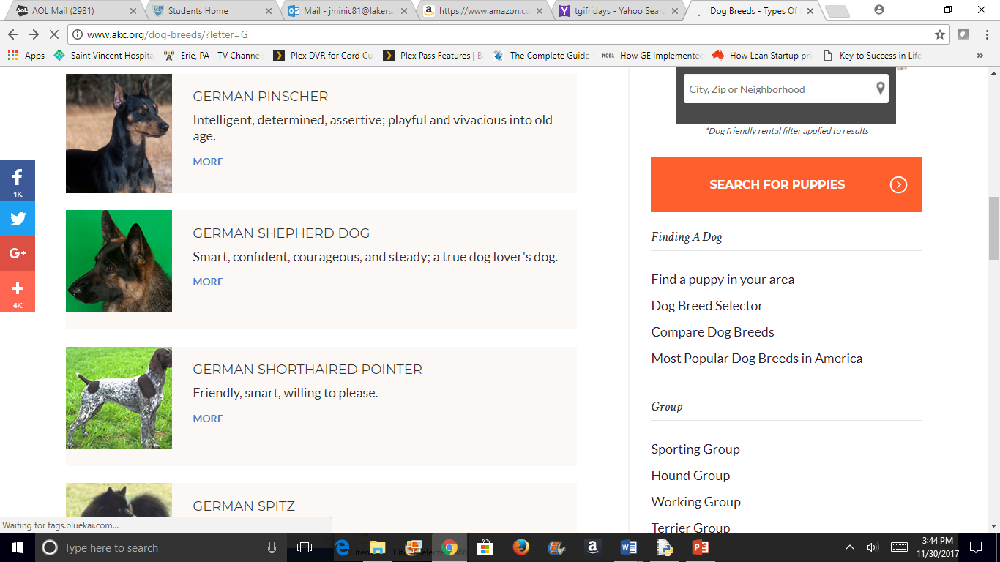 AOL Mail (2981)
Students Home
Mail - jminic81@lakers.
https://www.amazon.co
tgifridays - Yahoo Sear
Dog Breeds - Types Of
www.akc.org/dog-breeds/?letter=G
Apps
Saint Vincent Hospita
Erie, PA - TV Channel
Plex DVR for Cord Cu
Plex Pass Features | B
The Complete Guide
MOBL How GE Implemented
How Lean Startup pri
Key to Success in Life
»
GERMAN PINSCHER
Intelligent, determined, assertive; playful and vivacious into old
age.
MORE
GERMAN SHEPHERD DOG
Smart, confident, courageous, and steady; a true dog lover's dog.
MORE
GERMAN SHORTHAIRED POINTER
Friendly, smart, willing to please.
MORE
GERMAN SPITZ
1K
G+
4K
City, Zip or Neighborhood
*Dog friendly rental filter applied to results
SEARCH FOR PUPPIES
Finding A Dog
Find a puppy in your area
Dog Breed Selector
Compare Dog Breeds
Most Popular Dog Breeds in America
Group
Sporting Group
Hound Group
Working Group
Terrier Group
Waiting for tags.bluekai.com...
Type here to search
3:44 PM
11/30/2017